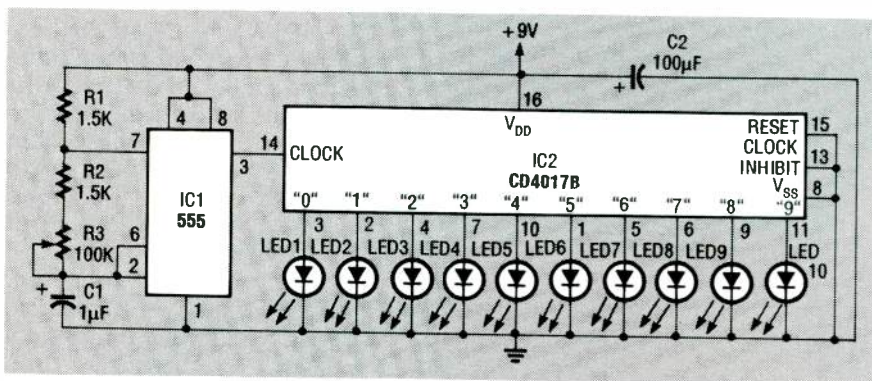 +9V
C2
100µF
+
R1
1.5K
4
8
16
V_DD
RESET
15
7
3
14
CLOCK
CLOCK
INHIBIT
13
R2
1.5K
IC1
555
IC2
CD4017B
V_SS
8
"0"
"1"
"2"
"3"
"4"
"5"
"6"
"7"
"8"
"9"
3
2
4
7
10
1
5
6
9
11
R3
100K
6
2
LED1
LED2
LED3
LED4
LED5
LED6
LED7
LED8
LED9
LED
10
+
C1
1µF
1